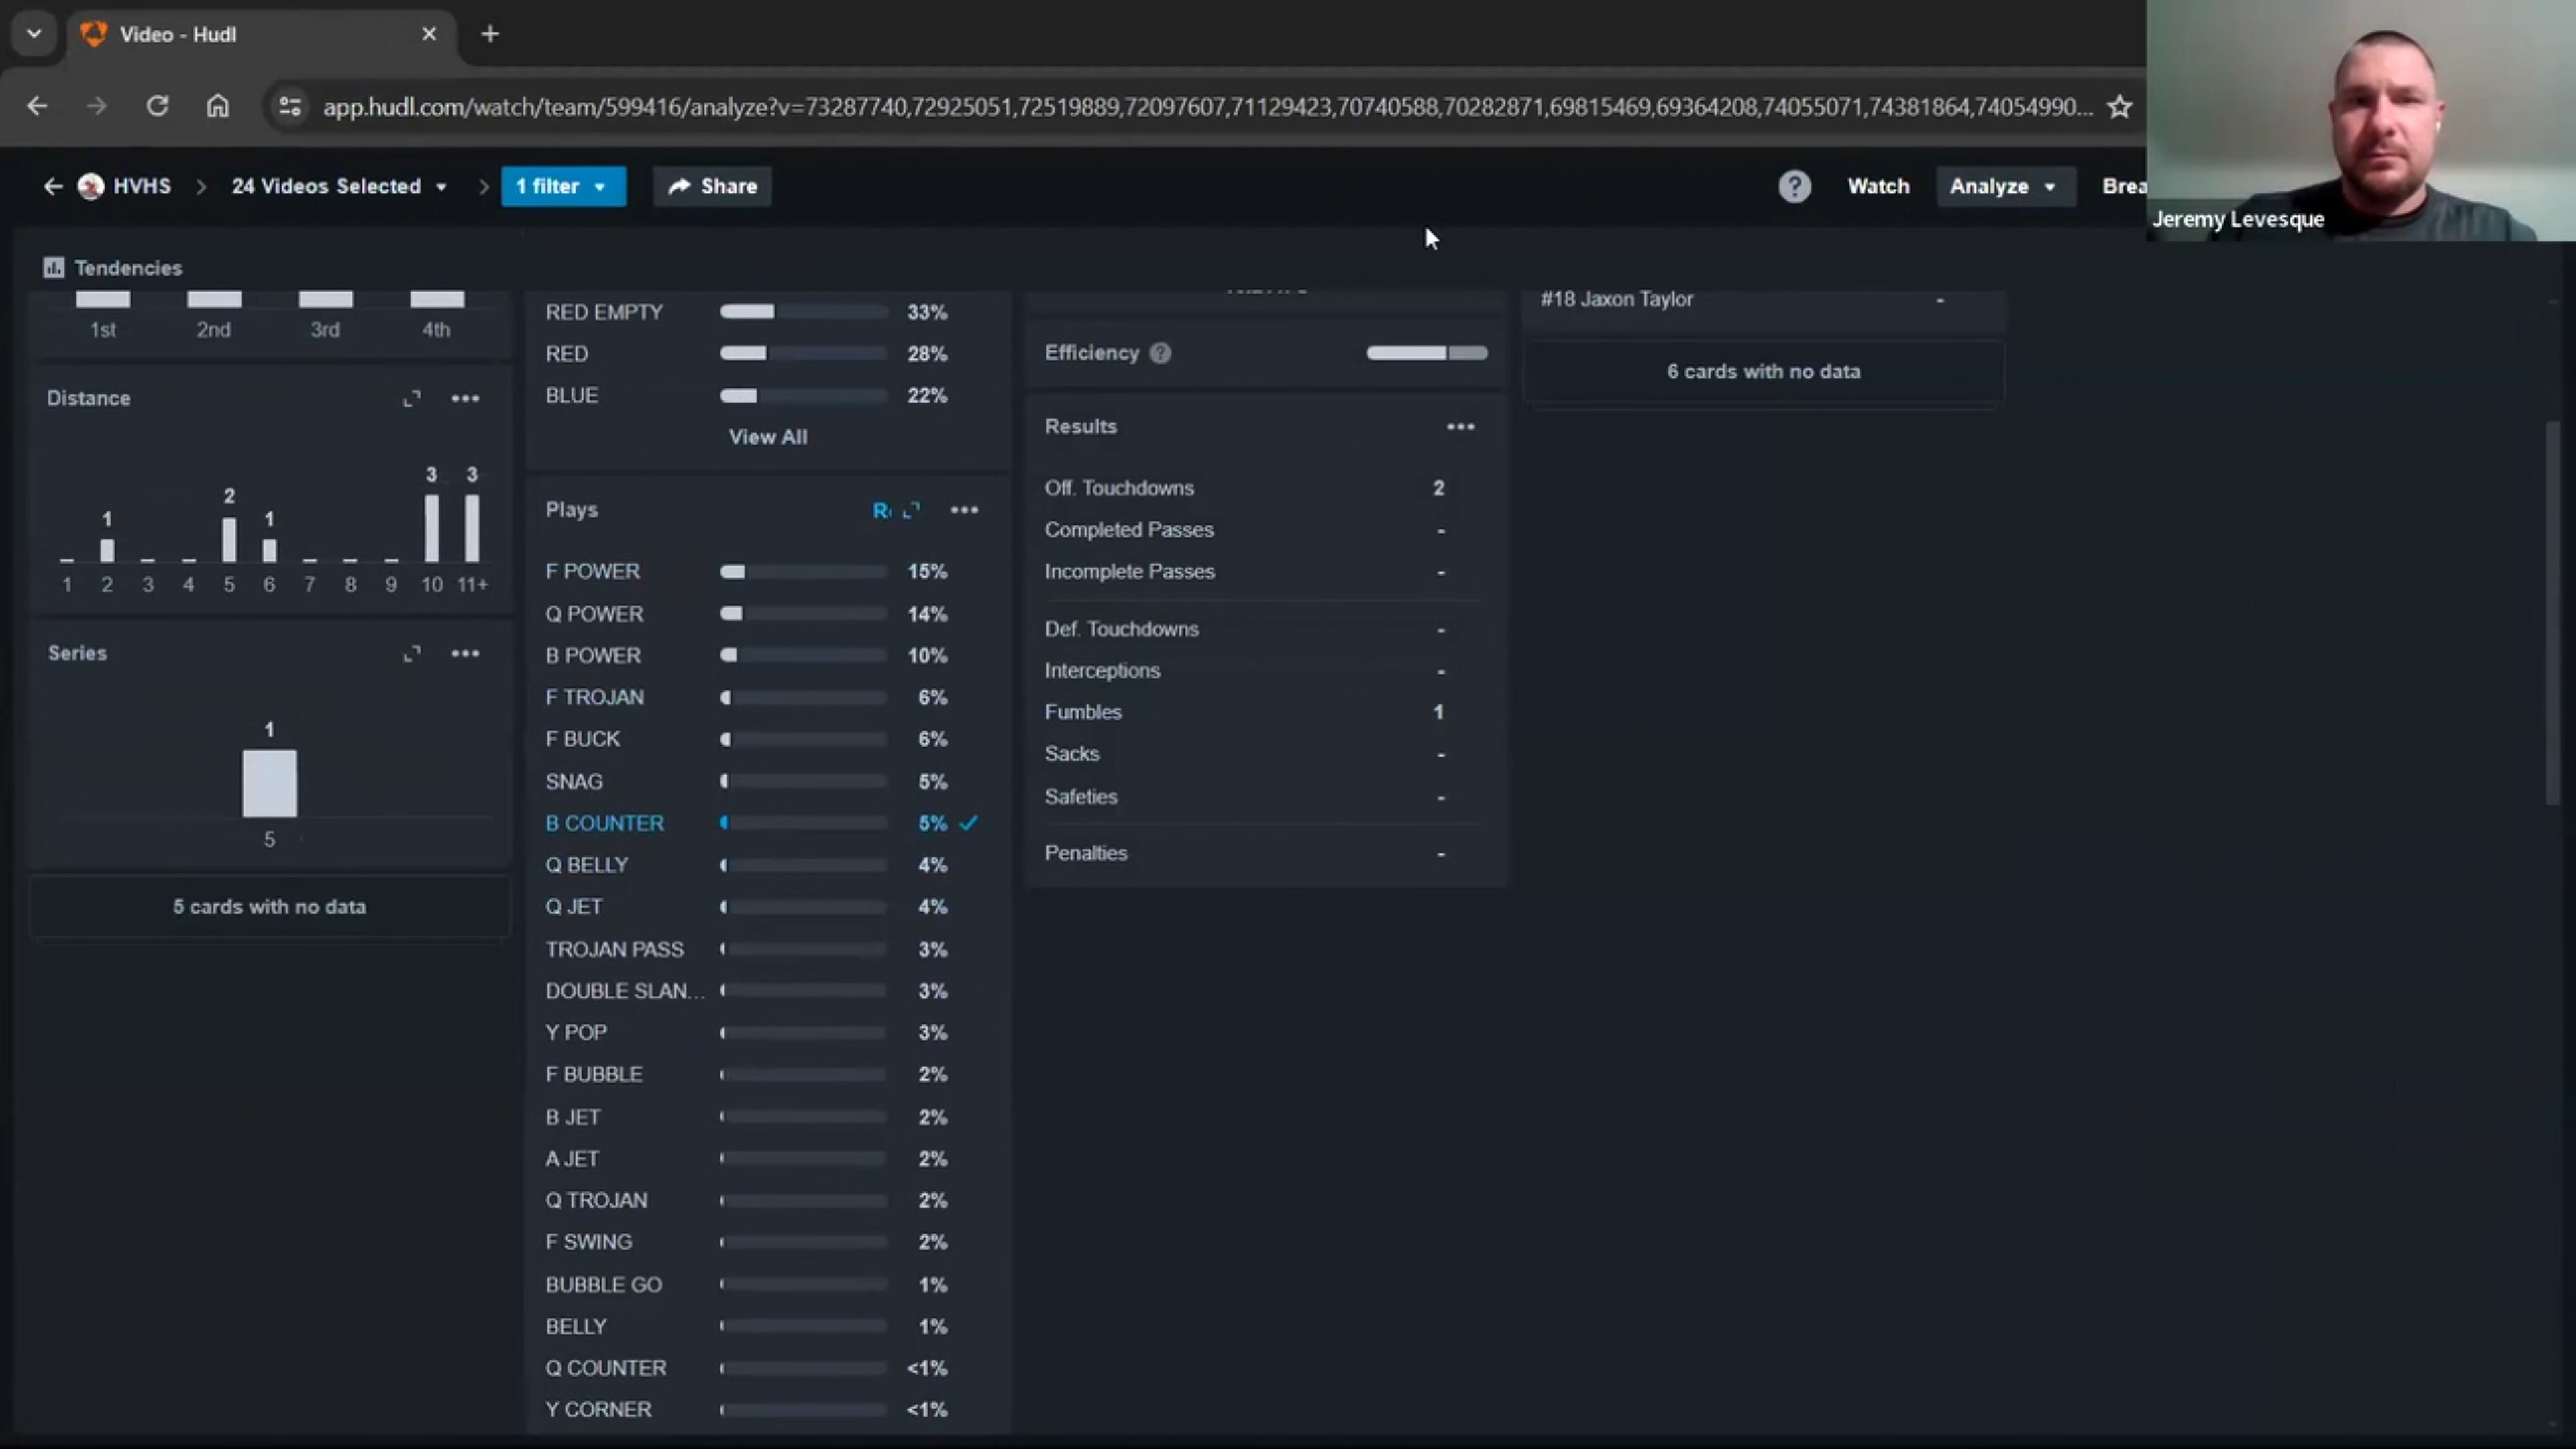 Video - Hudl
app.hudl.com/watch/team/599416/analyze?v=73287740,72925051,72519889,72097607,71129423,70740588,70282871,69815469,69364208,74055071,74381864,74054990...
HVHS > 24 Videos Selected > 1 filter Share ? Watch Analyze Brea
Jeremy Levesque
Tendencies
1st 2nd 3rd 4th
Distance
1 2 1 3 3
1 2 3 4 5 6 7 8 9 10 11+
Series
1
5
5 cards with no data
RED EMPTY 33%
RED 28%
BLUE 22%
View All
Plays
F POWER 15%
Q POWER 14%
B POWER 10%
F TROJAN 6%
F BUCK 6%
SNAG 5%
B COUNTER 5%
Q BELLY 4%
Q JET 4%
TROJAN PASS 3%
DOUBLE SLAN... 3%
Y POP 3%
F BUBBLE 2%
B JET 2%
A JET 2%
Q TROJAN 2%
F SWING 2%
BUBBLE GO 1%
BELLY 1%
Q COUNTER <1%
Y CORNER <1%
Efficiency ?
Results
Off. Touchdowns 2
Completed Passes -
Incomplete Passes -
Def. Touchdowns -
Interceptions -
Fumbles 1
Sacks -
Safeties -
Penalties -
#18 Jaxon Taylor -
6 cards with no data